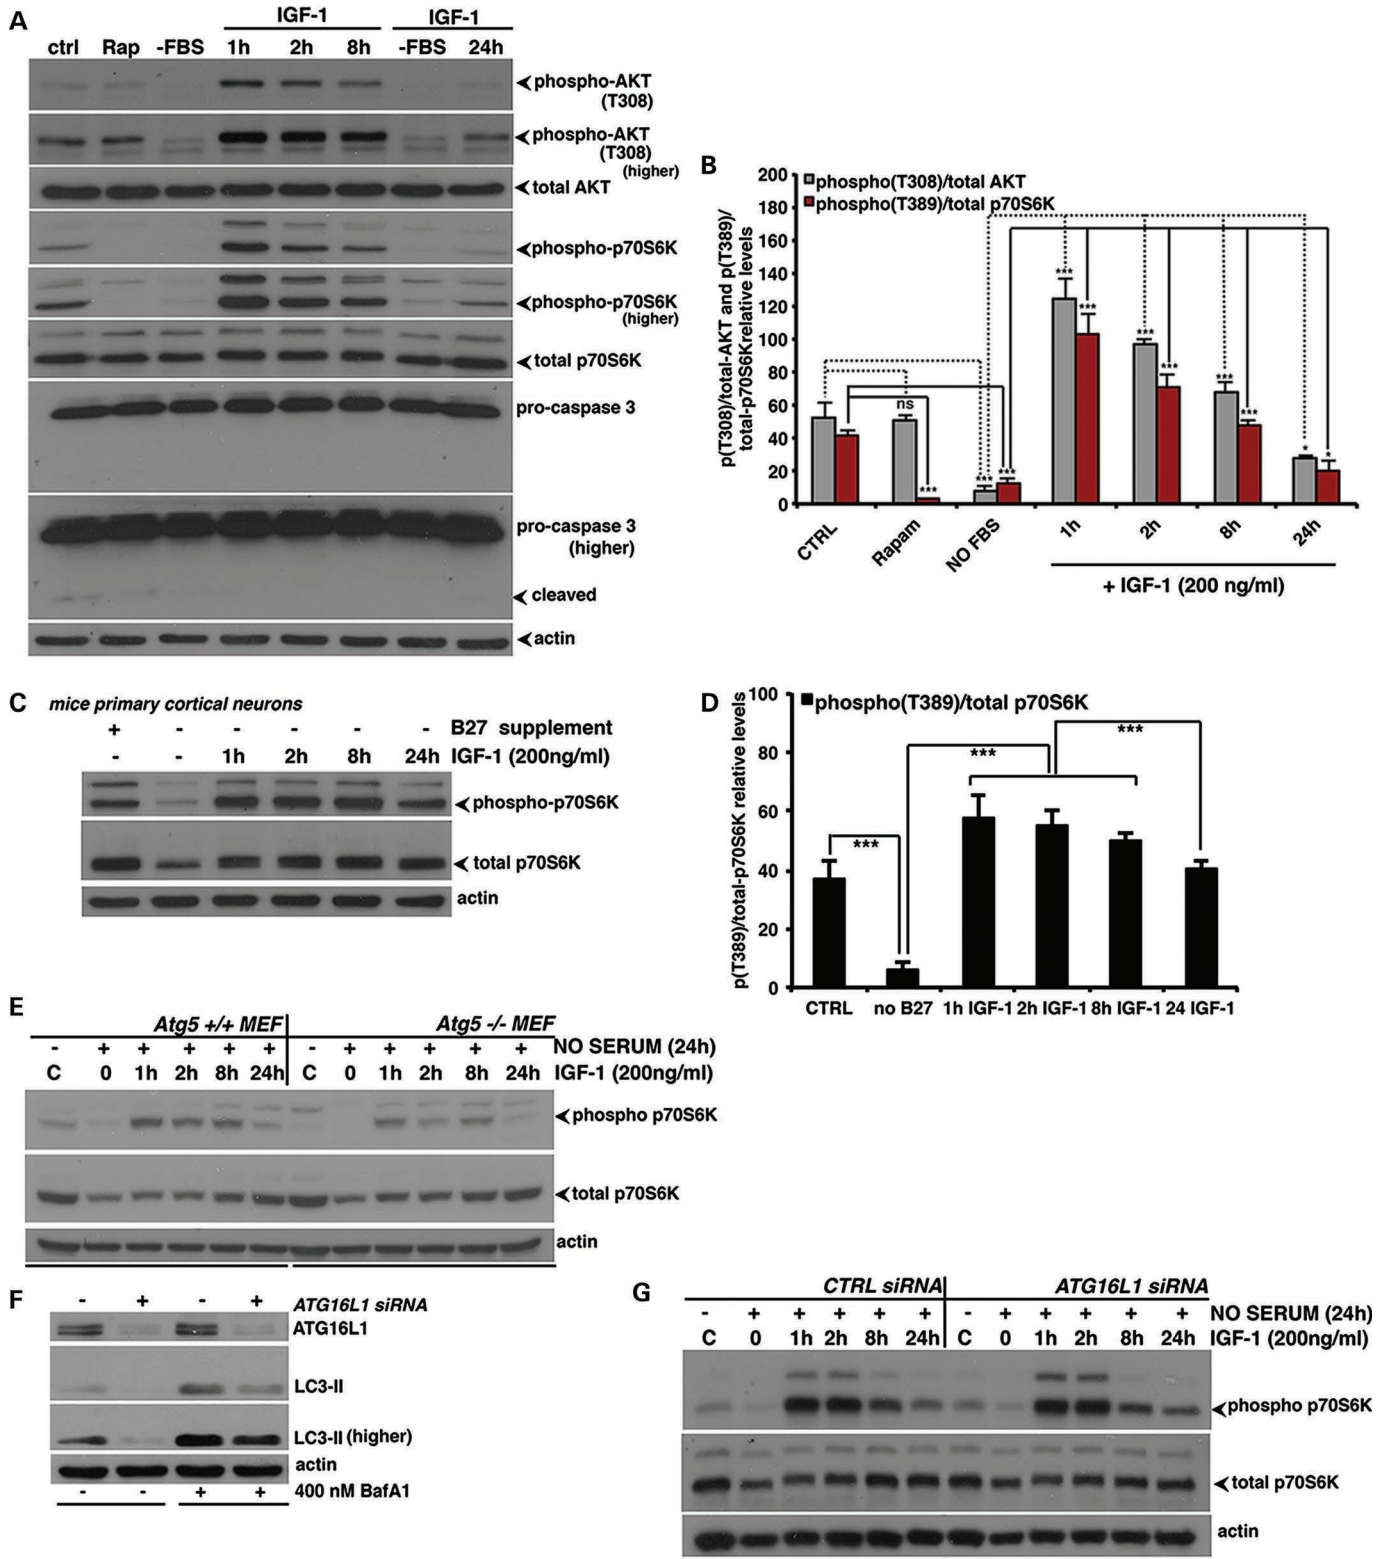 A
IGF-1
IGF-1
ctrl Rap -FBS 1h 2h 8h -FBS 24h
phospho-AKT
(T308)
phospho-AKT
(T308)
(higher)
total AKT
phospho-p70S6K
phospho-p70S6K
(higher)
total p70S6K
pro-caspase 3
pro-caspase 3
(higher)
cleaved
actin
B
p(T308)/total-AKT and p(T389)/
total-p70S6Krelative levels
200
180
160
140
120
100
80
60
40
20
0
phospho(T308)/total AKT
phospho(T389)/total p70S6K
ns
***
***
***
***
***
***
***
***
***
*
*
CTRL Rapam NO FBS 1h 2h 8h 24h
+ IGF-1 (200 ng/ml)
C
mice primary cortical neurons
+ - - - - - B27 supplement
- - 1h 2h 8h 24h IGF-1 (200ng/ml)
phospho-p70S6K
total p70S6K
actin
D
p(T389)/total-p70S6K relative levels
100
80
60
40
20
0
phospho(T389)/total p70S6K
***
***
***
CTRL no B27 1h IGF-1 2h IGF-1 8h IGF-1 24 IGF-1
E
Atg5 +/+ MEF Atg5 -/- MEF
- + + + + + - + + + + + NO SERUM (24h)
C 0 1h 2h 8h 24h C 0 1h 2h 8h 24h IGF-1 (200ng/ml)
phospho p70S6K
total p70S6K
actin
F
- + - + ATG16L1 siRNA
ATG16L1
LC3-II
LC3-II (higher)
actin
- - + + 400 nM BafA1
G
CTRL siRNA ATG16L1 siRNA
- + + + + + - + + + + + NO SERUM (24h)
C 0 1h 2h 8h 24h C 0 1h 2h 8h 24h IGF-1 (200ng/ml)
phospho p70S6K
total p70S6K
actin